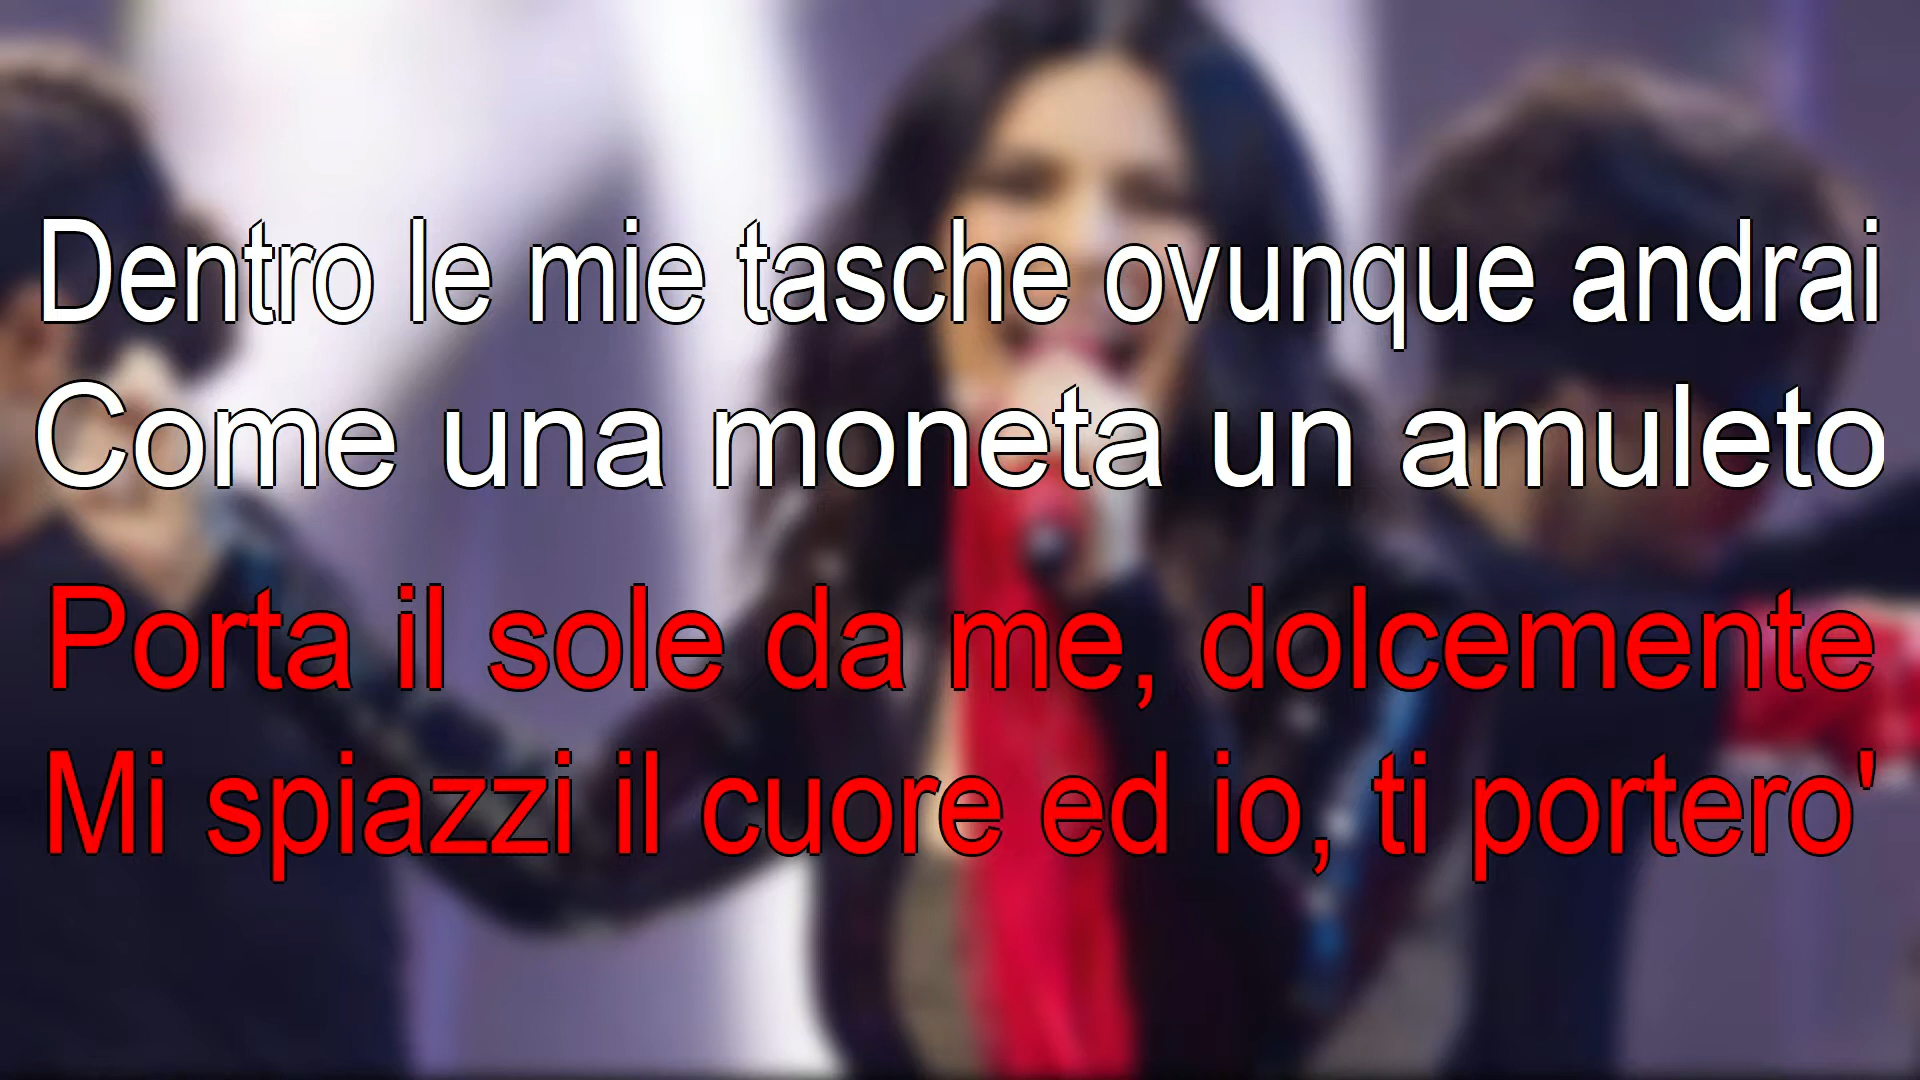 Dentro le mie tasche ovunque andrai
Come una moneta un amuleto
Porta il sole da me, dolcemente
Mi spiazzi il cuore ed io, ti portero'